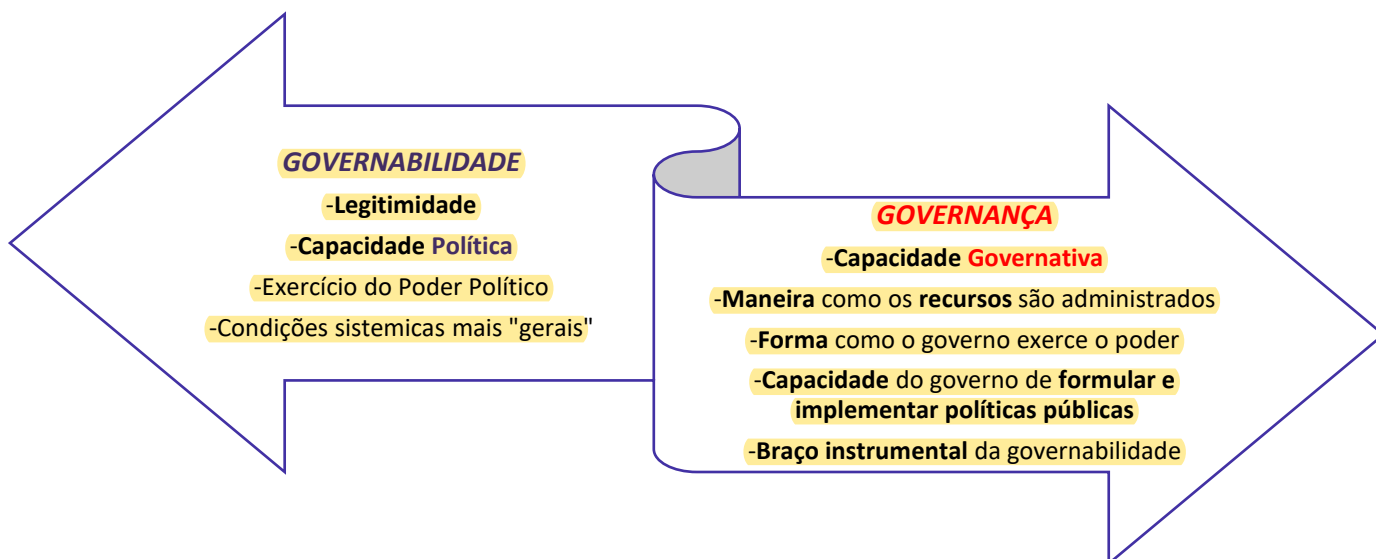 GOVERNABILIDADE
-Legitimidade
-Capacidade Política
-Exercício do Poder Político
-Condições sistemicas mais "gerais"
GOVERNANÇA
-Capacidade Governativa
-Maneira como os recursos são administrados
-Forma como o governo exerce o poder
-Capacidade do governo de formular e
implementar políticas públicas
-Braço instrumental da governabilidade